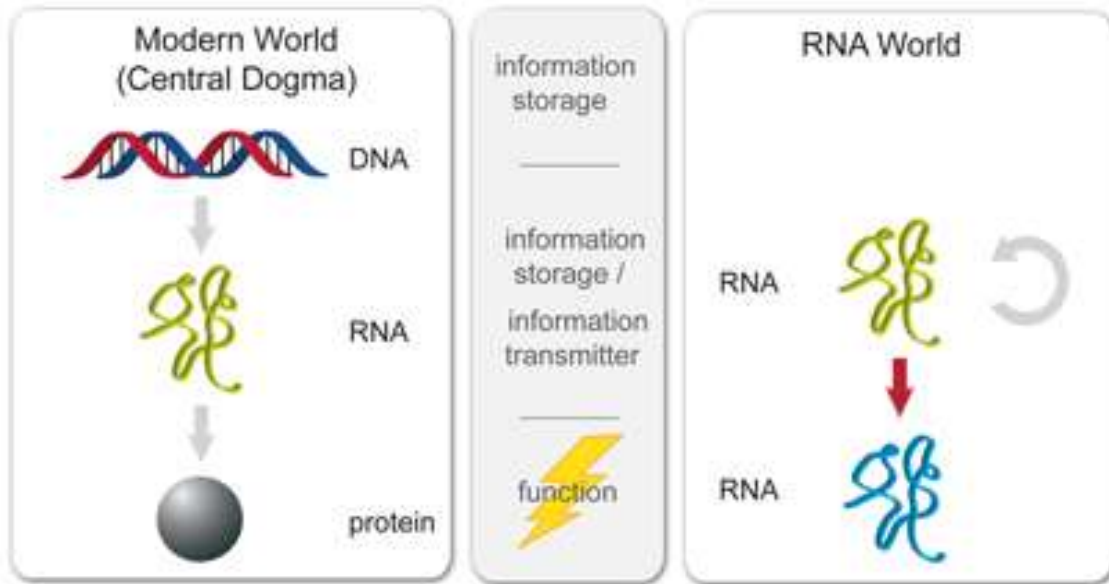 Modern World
(Central Dogma)
DNA
RNA
protein
information
storage
information
storage /
information
transmitter
function
RNA World
RNA
RNA